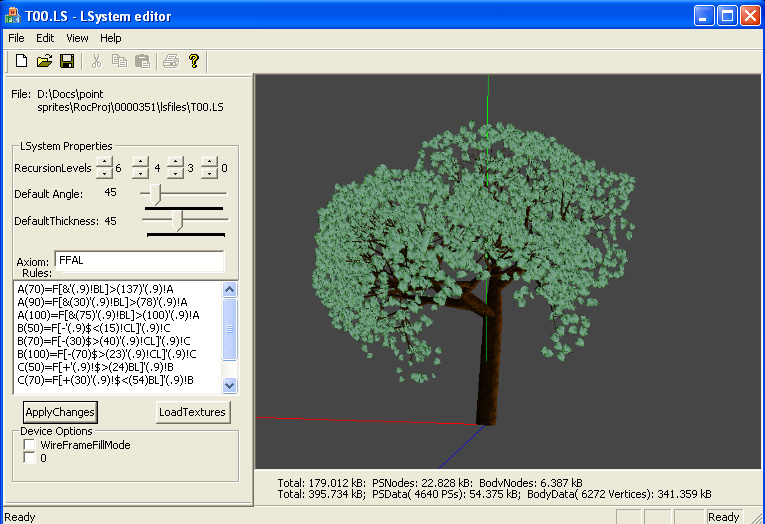 T00.LS - LSystem editor
File Edit View Help
File: D:\Docs\point
sprites\RocProj\0000351\lsfiles\T00.LS
LSystem Properties
RecursionLevels 6 4 3 0
Default Angle: 45
DefaultThickness: 45
Axiom: FFAL
Rules:
A(70)=F[&'(.9)!BL]>(137)'(.9)!A
A(90)=F[&(30)'(.9)!BL]>(78)'(.9)!A
A(100)=F[&(75)'(.9)!BL]>(100)'(.9)!A
B(50)=F[-'(.9)$<(15)!CL]'(.9)!C
B(70)=F[-(30)$>(40)'(.9)!CL]'(.9)!C
B(100)=F[-(70)$>(23)'(.9)!CL]'(.9)!C
C(50)=F[+'(.9)!$>(24)BL]'(.9)!B
C(70)=F[+(30)'(.9)!$<(54)BL]'(.9)!B
ApplyChanges LoadTextures
Device Options
WireFrameFillMode
0
Total: 179.012 kB; PSNodes: 22.828 kB; BodyNodes: 6.387 kB
Total: 395.734 kB; PSData( 4640 PSs): 54.375 kB; BodyData( 6272 Vertices): 341.359 kB
Ready Ready